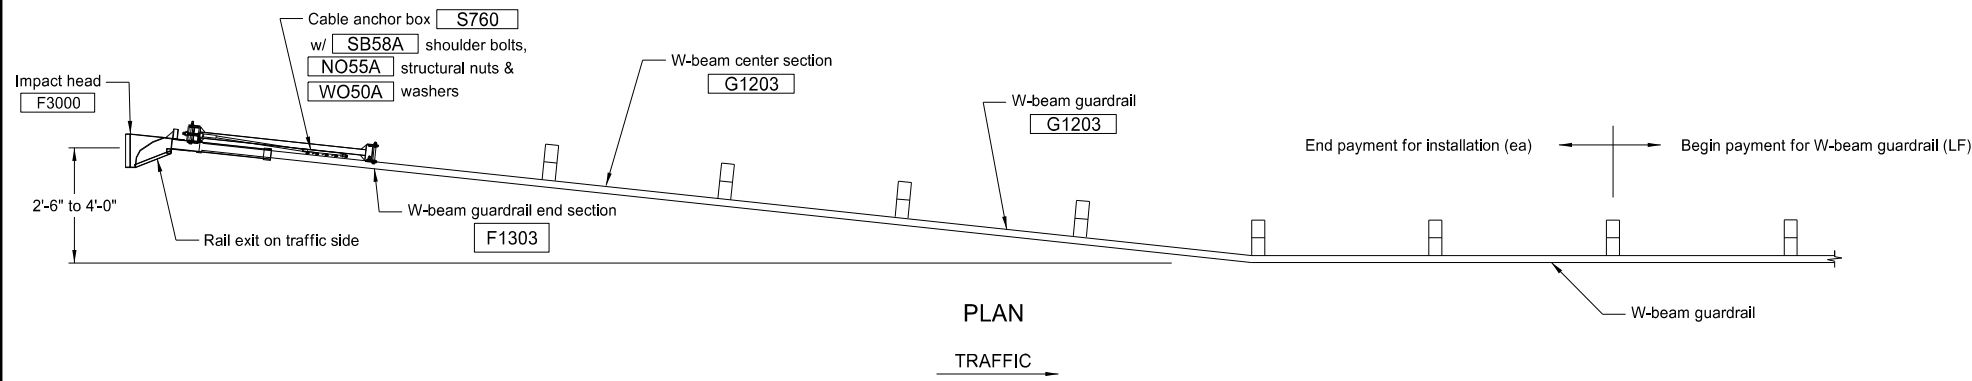 Cable anchor box S760
w/ SB58A shoulder bolts,
NO55A structural nuts &
WO50A washers
Impact head
F3000
W-beam center section
G1203
W-beam guardrail
G1203
End payment for installation (ea)
Begin payment for W-beam guardrail (LF)
2'-6" to 4'-0"
W-beam guardrail end section
F1303
Rail exit on traffic side
W-beam guardrail
PLAN
TRAFFIC